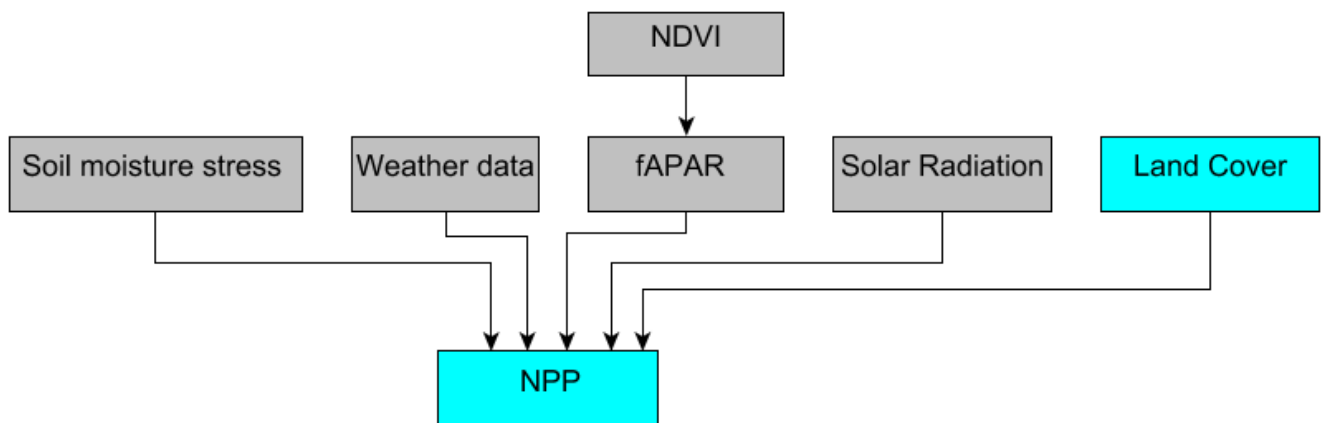 NDVI
Soil moisture stress
Weather data
fAPAR
Solar Radiation
Land Cover
NPP